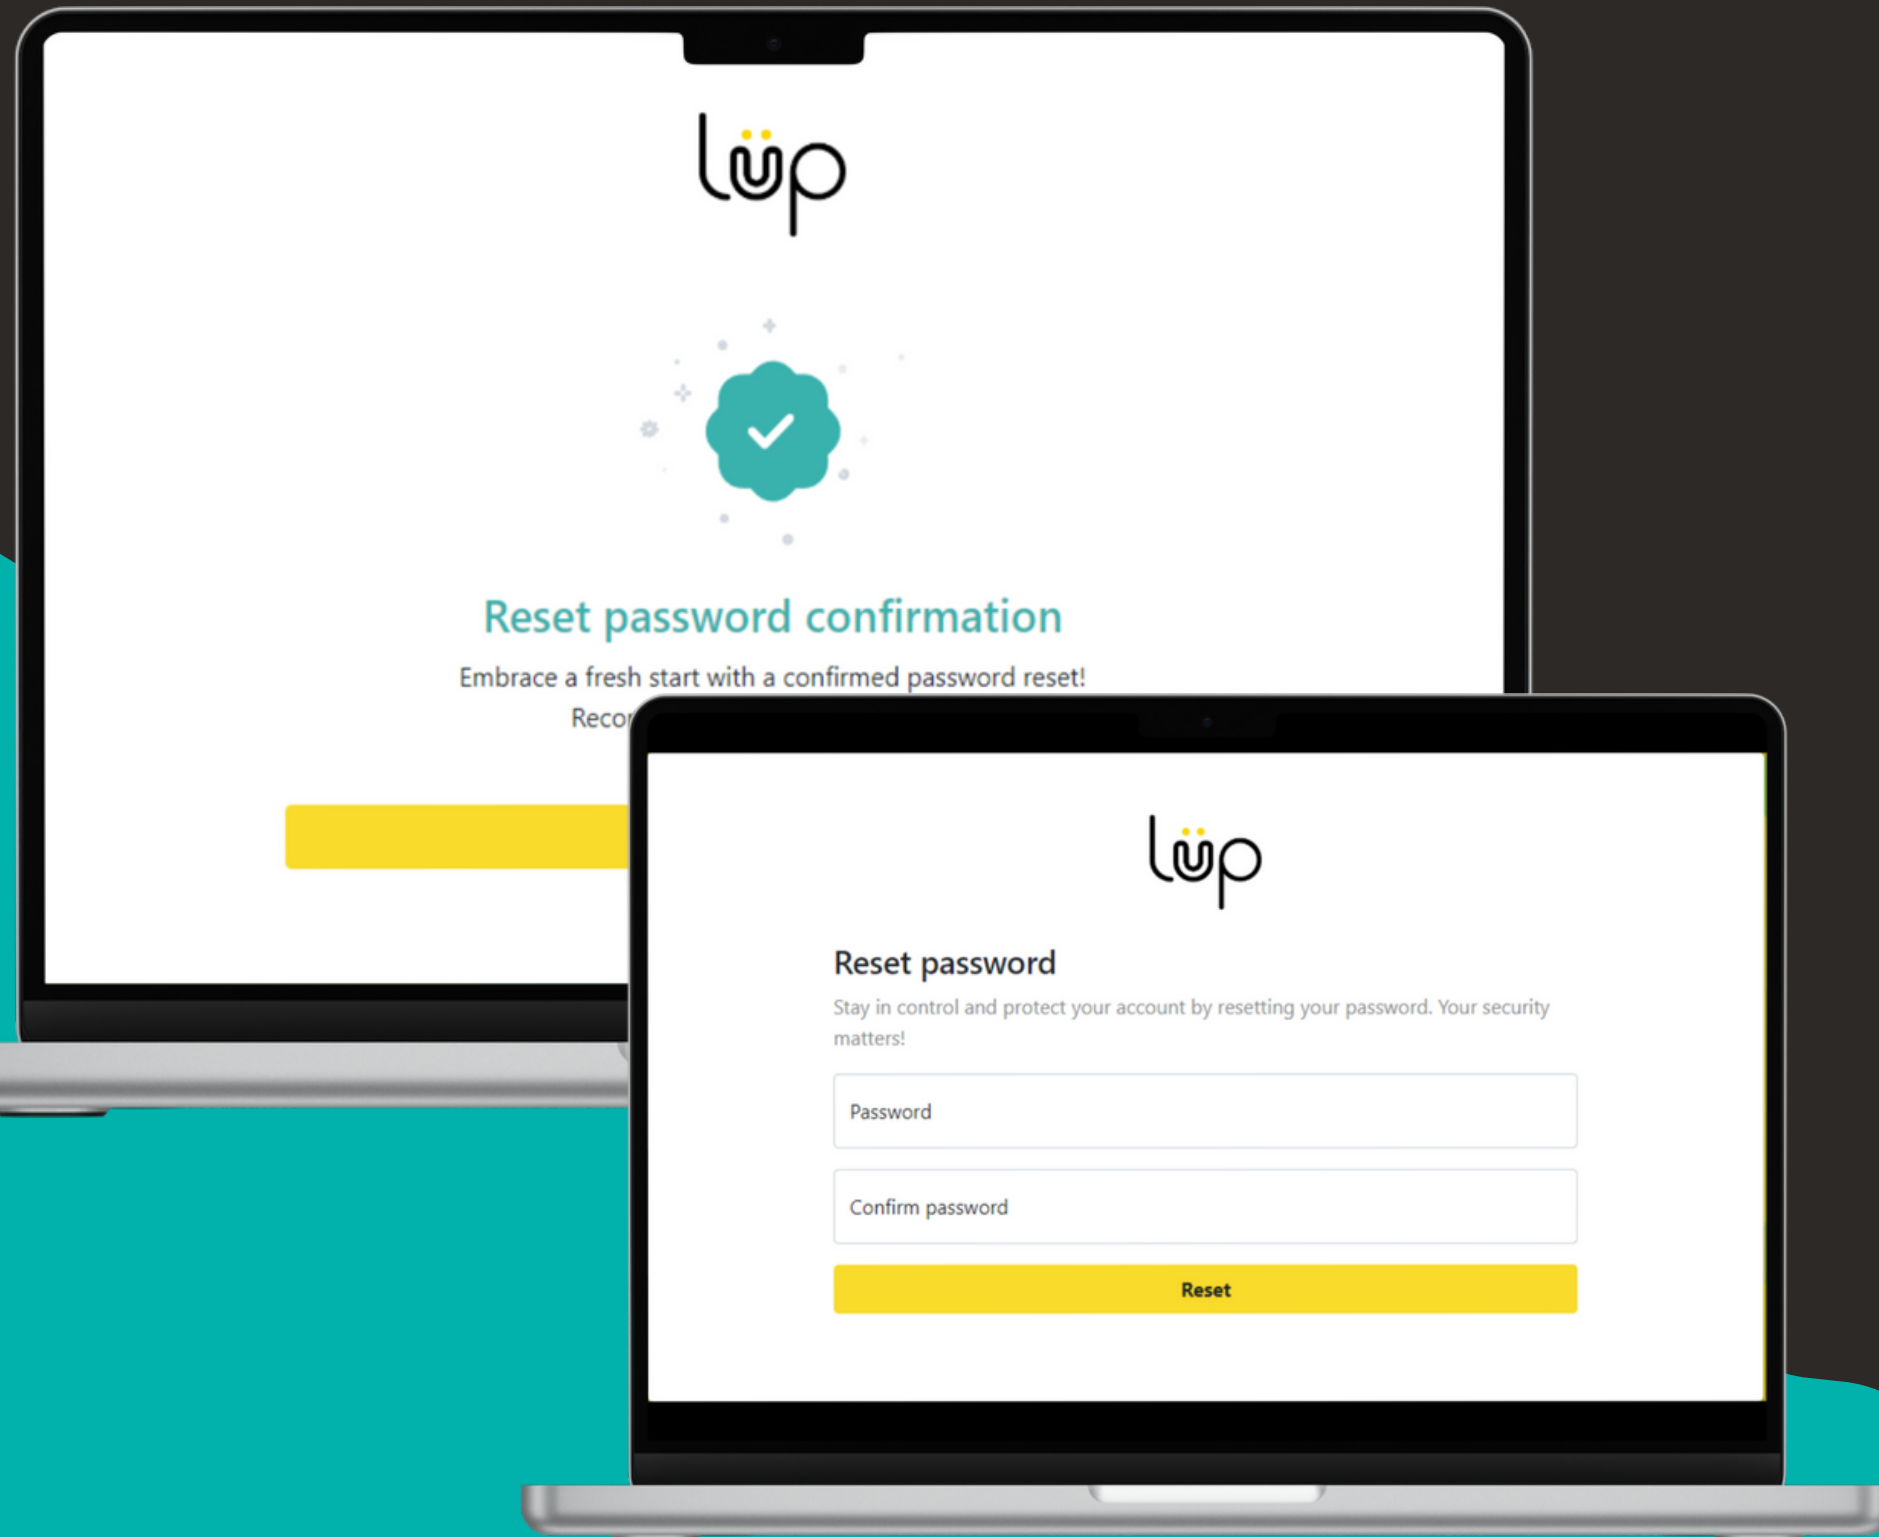 lüp
Reset password confirmation
Embrace a fresh start with a confirmed password reset!
lüp
Reset password
Stay in control and protect your account by resetting your password. Your security
matters!
Password
Confirm password
Reset